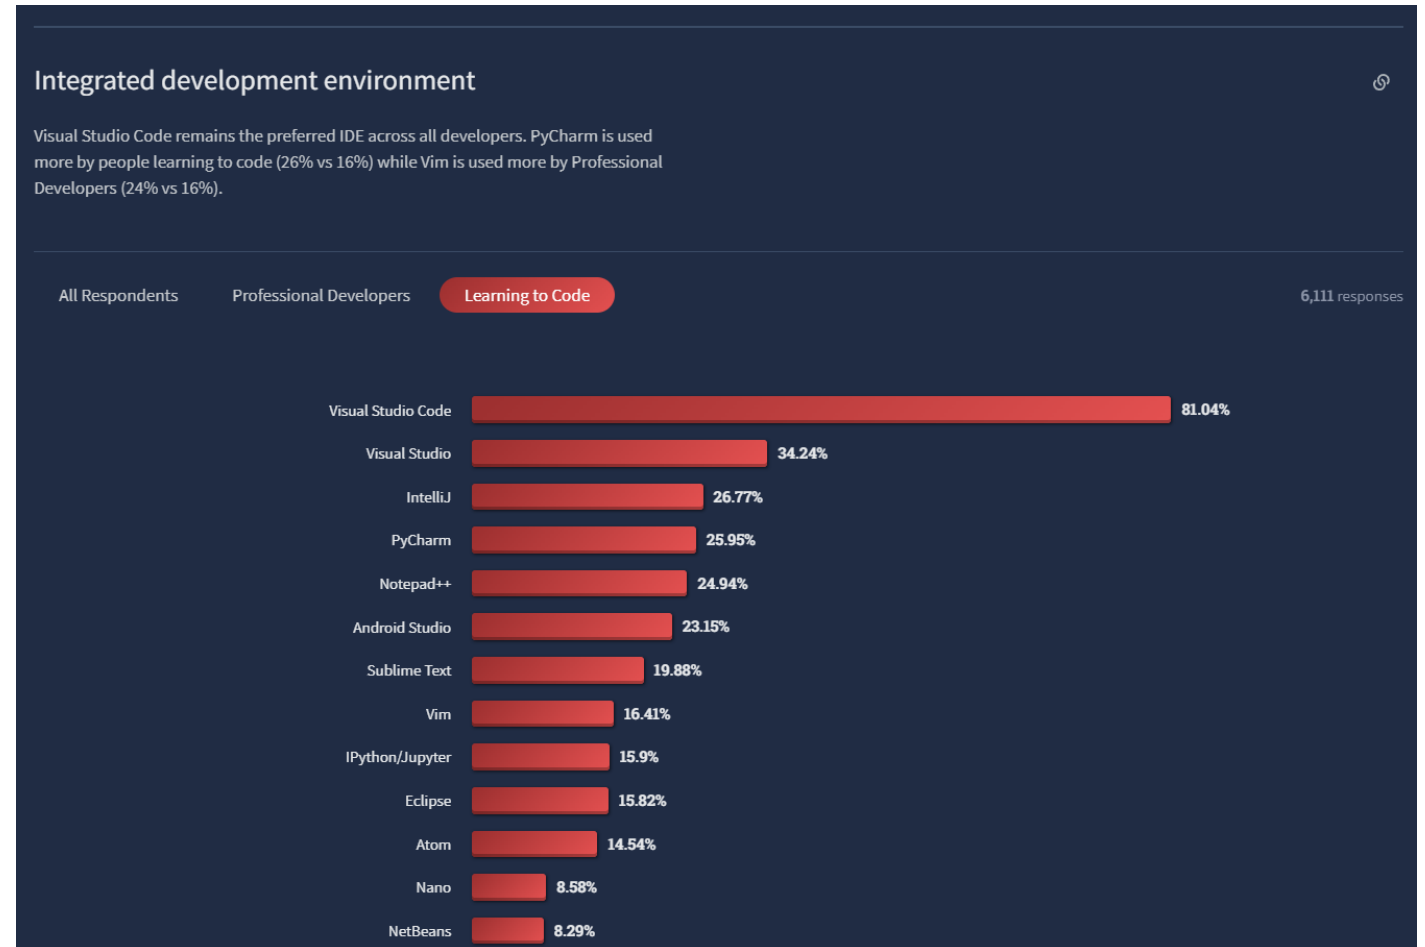 Integrated development environment
Visual Studio Code remains the preferred IDE across all developers. PyCharm is used
more by people learning to code (26% vs 16%) while Vim is used more by Professional
Developers (24% vs 16%).
All Respondents Professional Developers Learning to Code 6,111 responses
Visual Studio Code 81.04%
Visual Studio 34.24%
IntelliJ 26.77%
PyCharm 25.95%
Notepad++ 24.94%
Android Studio 23.15%
Sublime Text 19.88%
Vim 16.41%
IPython/Jupyter 15.9%
Eclipse 15.82%
Atom 14.54%
Nano 8.58%
NetBeans 8.29%